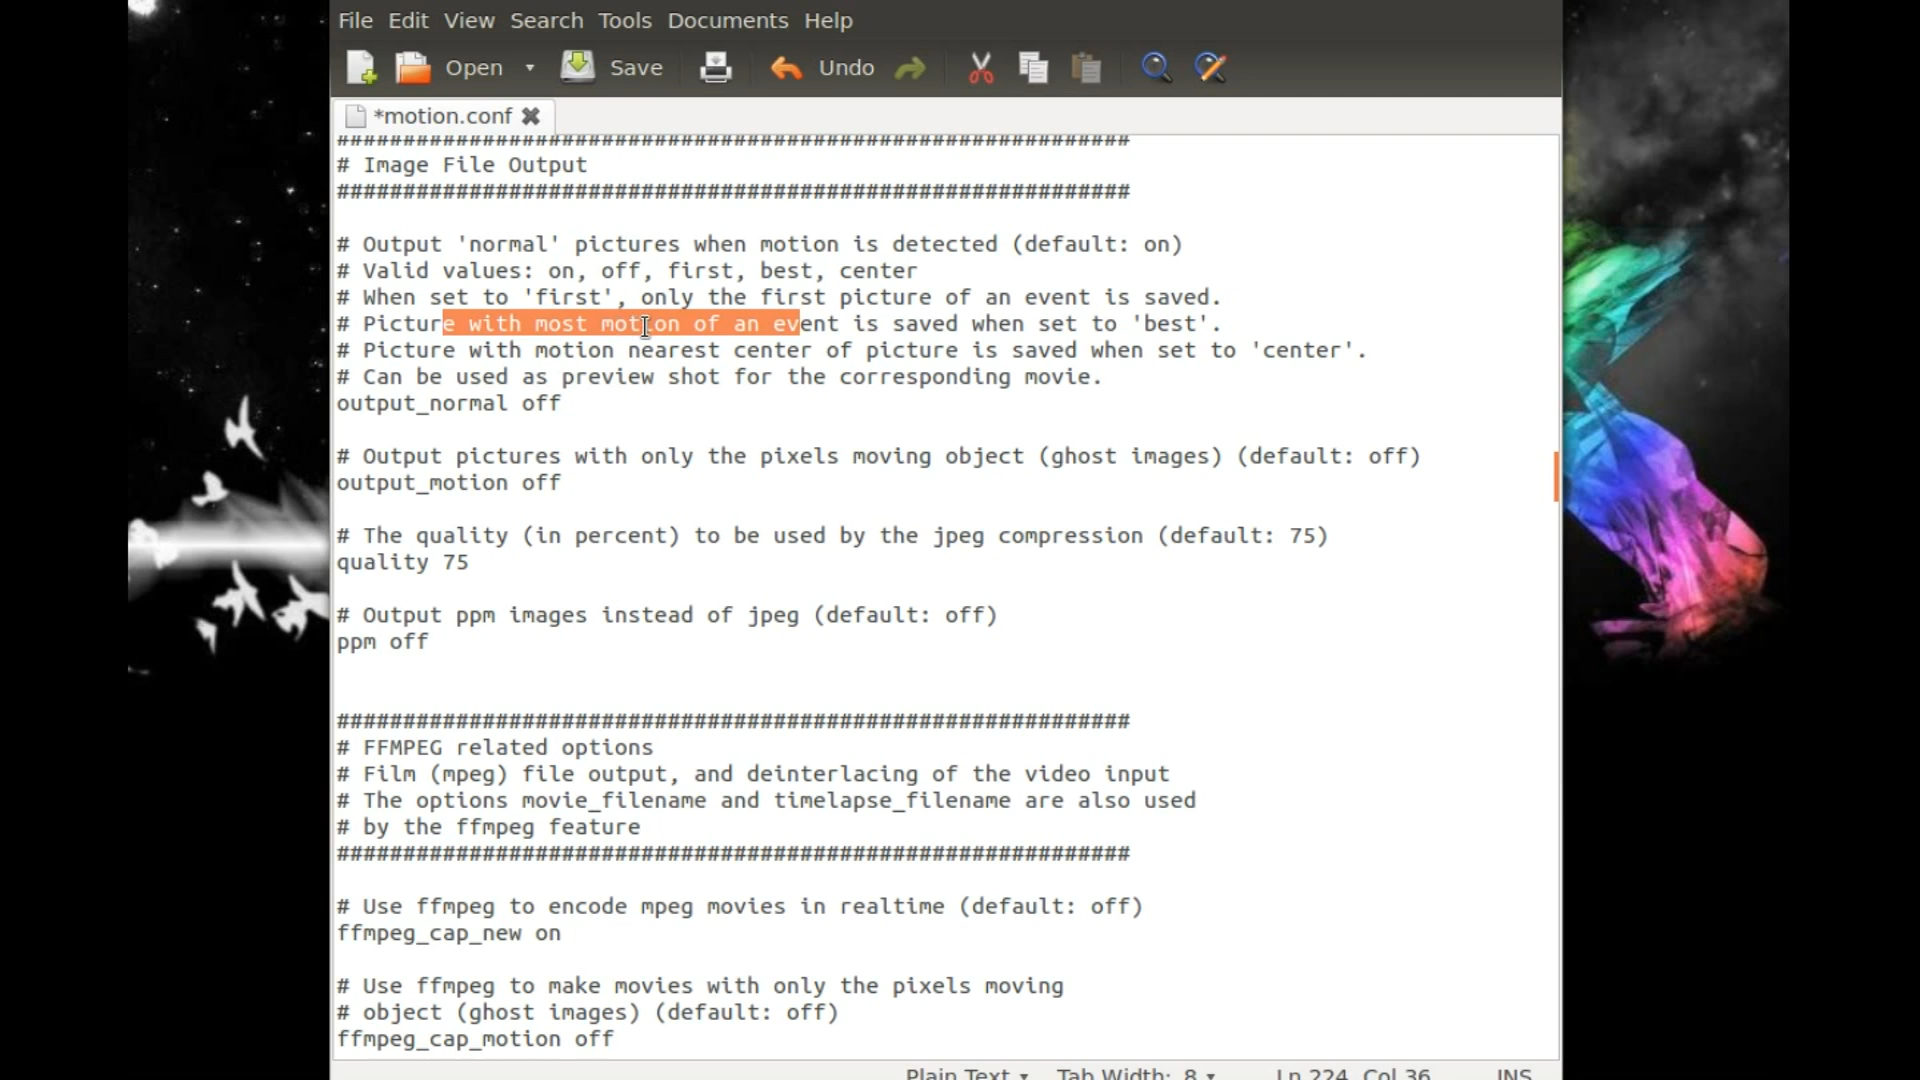 File Edit View Search Tools Documents Help
Open Save Undo
*motion.conf
############################################################
# Image File Output
############################################################
# Output 'normal' pictures when motion is detected (default: on)
# Valid values: on, off, first, best, center
# When set to 'first', only the first picture of an event is saved.
# Picture with most motion of an event is saved when set to 'best'.
# Picture with motion nearest center of picture is saved when set to 'center'.
# Can be used as preview shot for the corresponding movie.
output_normal off
# Output pictures with only the pixels moving object (ghost images) (default: off)
output_motion off
# The quality (in percent) to be used by the jpeg compression (default: 75)
quality 75
# Output ppm images instead of jpeg (default: off)
ppm off
############################################################
# FFMPEG related options
# Film (mpeg) file output, and deinterlacing of the video input
# The options movie_filename and timelapse_filename are also used
# by the ffmpeg feature
############################################################
# Use ffmpeg to encode mpeg movies in realtime (default: off)
ffmpeg_cap_new on
# Use ffmpeg to make movies with only the pixels moving
# object (ghost images) (default: off)
ffmpeg_cap_motion off
Plain Text Tab Width: 8 Ln 224, Col 36 INS